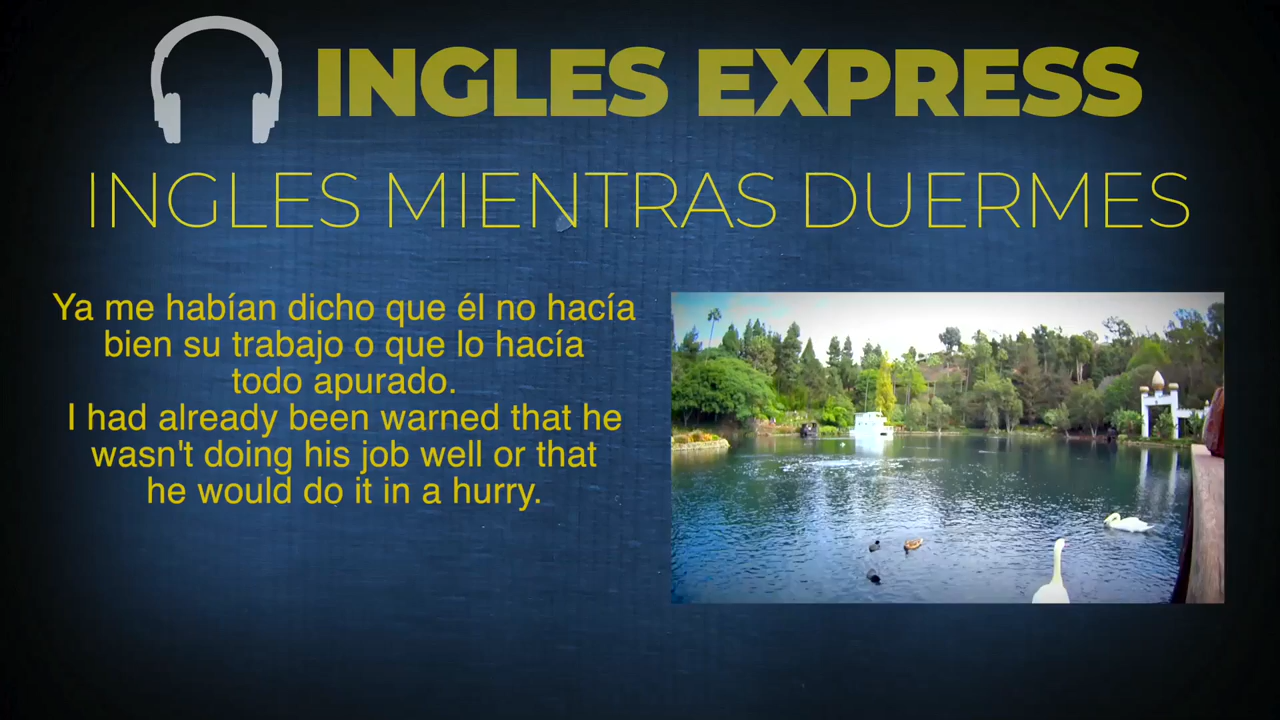 INGLES EXPRESS
INGLES MIENTRAS DUERMES
Ya me habían dicho que él no hacía
bien su trabajo o que lo hacía
todo apurado.
I had already been warned that he
wasn't doing his job well or that
he would do it in a hurry.